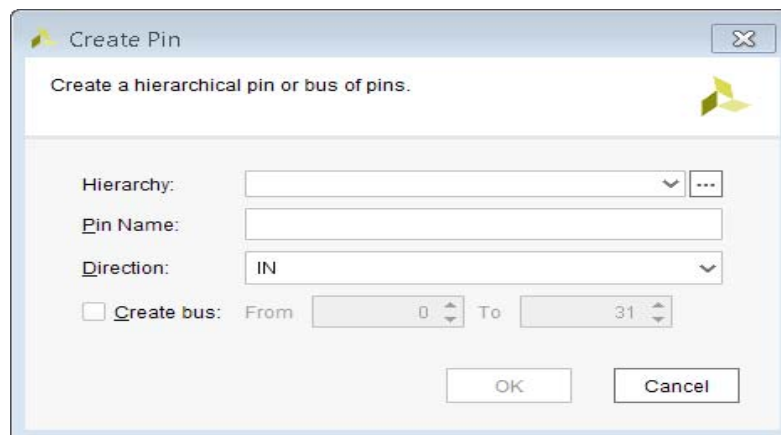 Create Pin
Create a hierarchical pin or bus of pins.
Hierarchy:
...
Pin Name:
Direction: IN
Create bus: From 0 To 31
OK Cancel